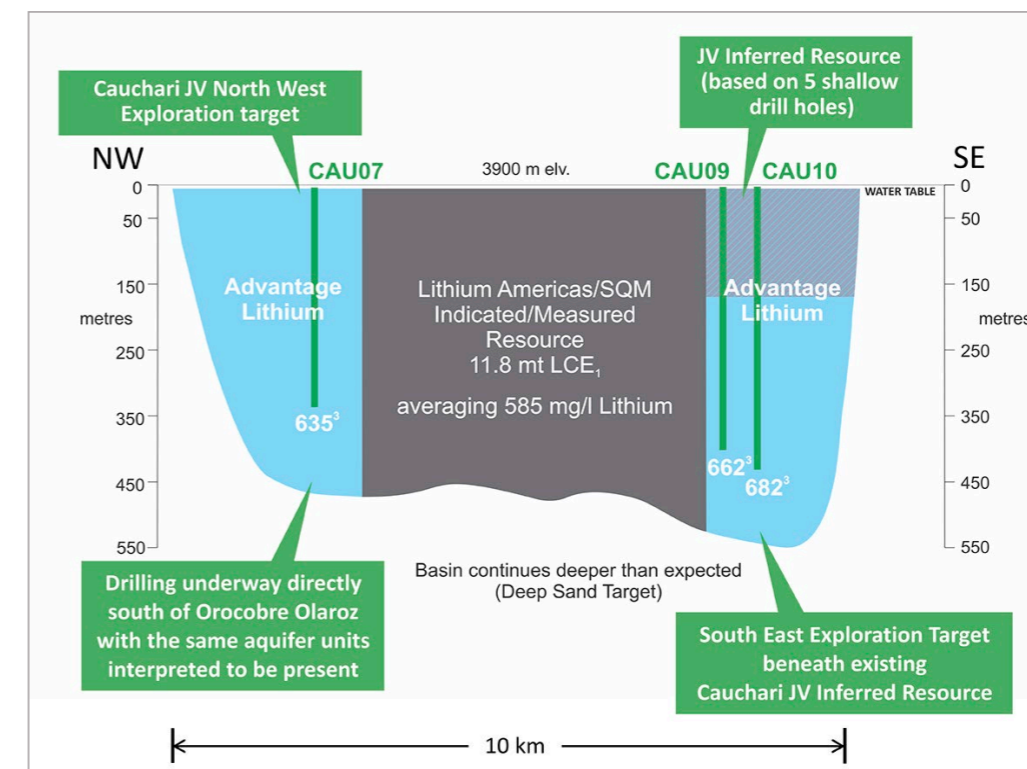 Cauchari JV North West
Exploration target
JV Inferred Resource
(based on 5 shallow
drill holes)
NW
SE
CAU07
3900 m elv.
CAU09
CAU10
0
50
150
metres
250
350
450
550
WATER TABLE
0
50
150
metres
250
350
450
550
Advantage
Lithium
635³
Lithium Americas/SQM
Indicated/Measured
Resource
11.8 mt LCE₁
averaging 585 mg/l Lithium
Advantage
Lithium
662³
682³
Basin continues deeper than expected
(Deep Sand Target)
Drilling underway directly
south of Orocobre Olaroz
with the same aquifer units
interpreted to be present
South East Exploration Target
beneath existing
Cauchari JV Inferred Resource
10 km